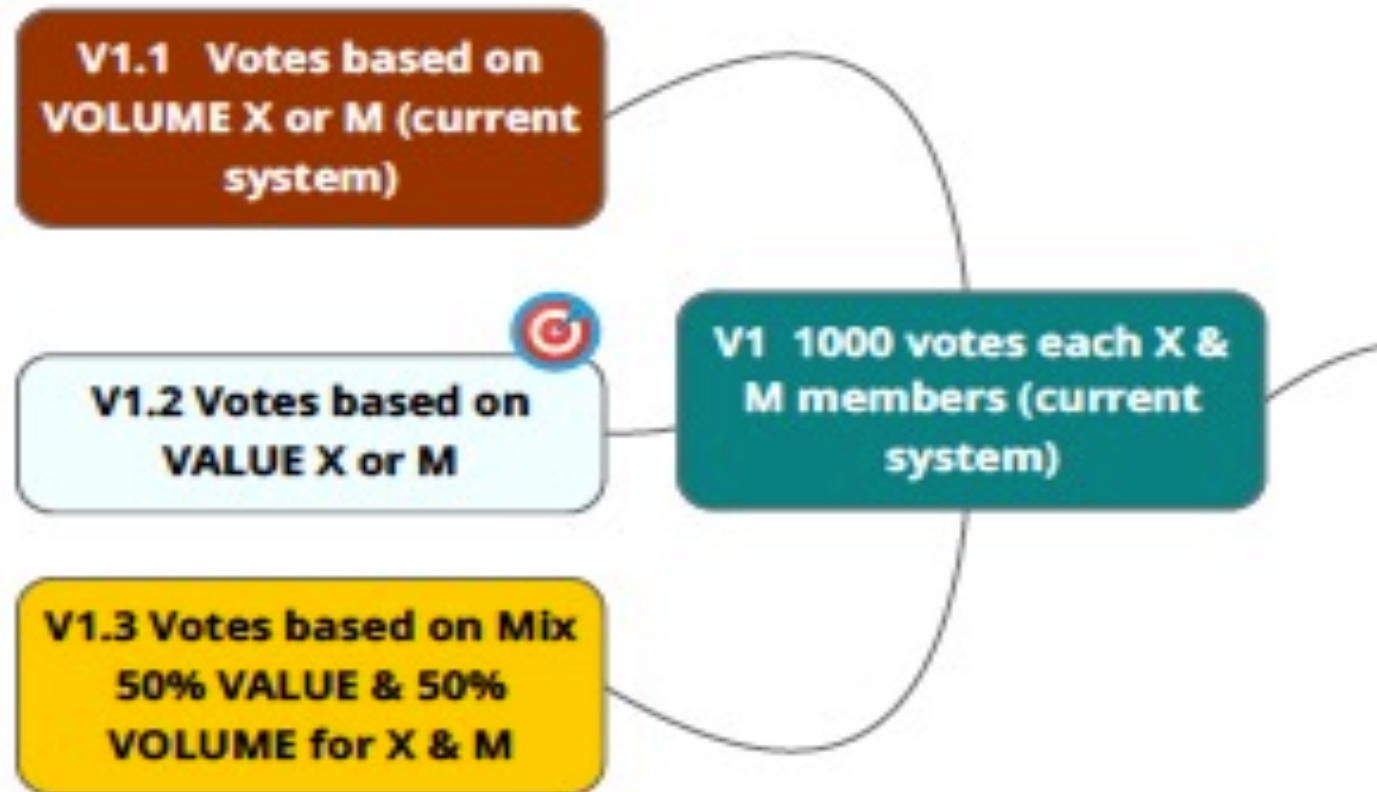 V1.1 Votes based on
VOLUME X or M (current
system)
V1.2 Votes based on
VALUE X or M
V1 1000 votes each X &
M members (current
system)
V1.3 Votes based on Mix
50% VALUE & 50%
VOLUME for X & M